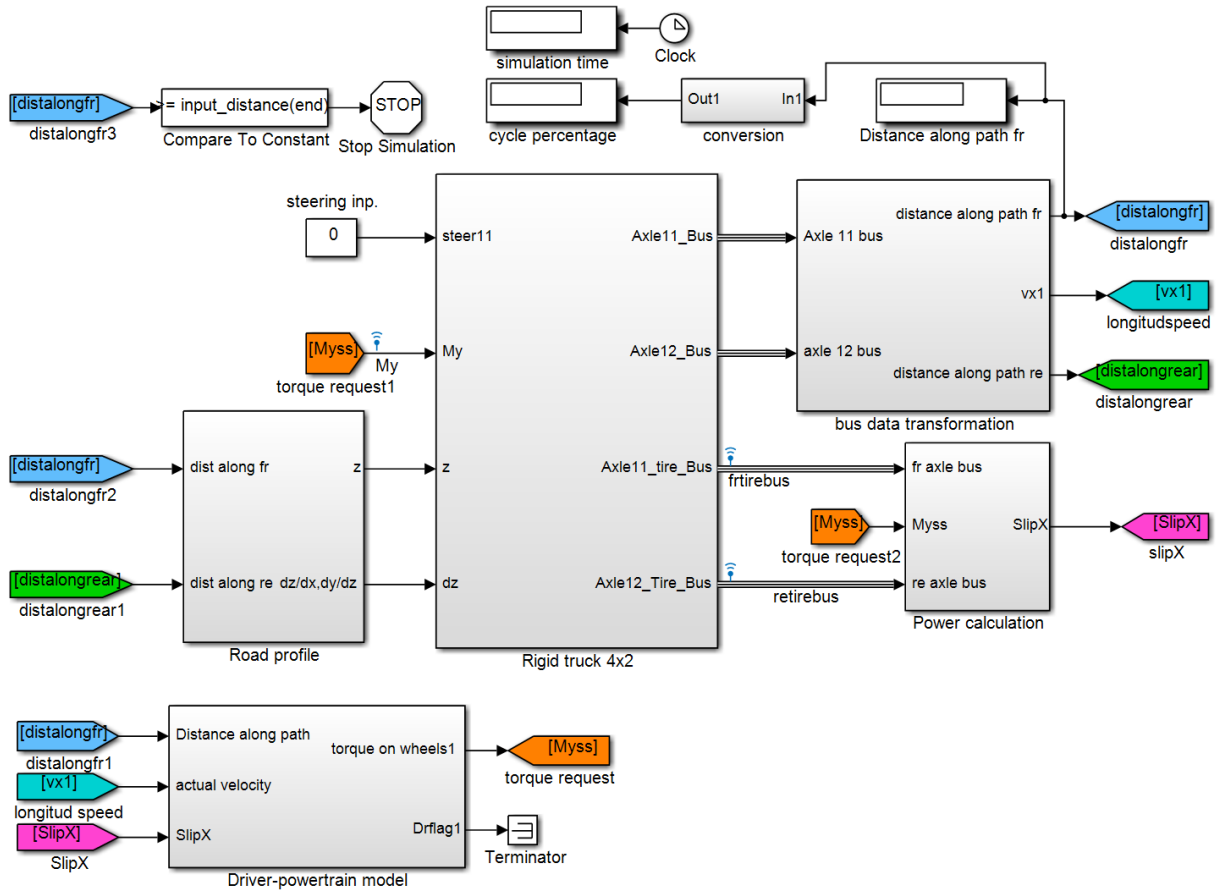 simulation time
Clock
[distalongfr]
distalongfr3
>= input_distance(end)
Compare To Constant
STOP
Stop Simulation
cycle percentage
Out1
In1
conversion
Distance along path fr
steering inp.
0
steer11
Axle11_Bus
Axle 11 bus
distance along path fr
[distalongfr]
distalongfr
vx1
[vx1]
longitudspeed
[Myss]
My
torque request1
My
Axle12_Bus
axle 12 bus
distance along path re
[distalongrear]
distalongrear
bus data transformation
[distalongfr]
distalongfr2
dist along fr
z
z
Axle11_tire_Bus
frtirebus
fr axle bus
[Myss]
torque request2
Myss
SlipX
[SlipX]
slipX
[distalongrear]
distalongrear1
dist along re
dz/dx,dy/dz
dz
Axle12_Tire_Bus
retirebus
re axle bus
Power calculation
Road profile
Rigid truck 4x2
[distalongfr]
distalongfr1
Distance along path
torque on wheels1
[Myss]
torque request
[vx1]
longitud speed
actual velocity
[SlipX]
SlipX
SlipX
Drflag1
Terminator
Driver-powertrain model